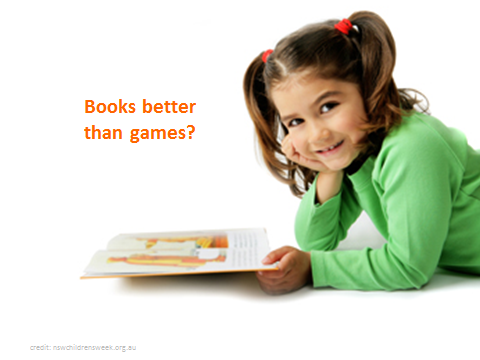 Books better
than games?
credit: nswchildrensweek.org.au